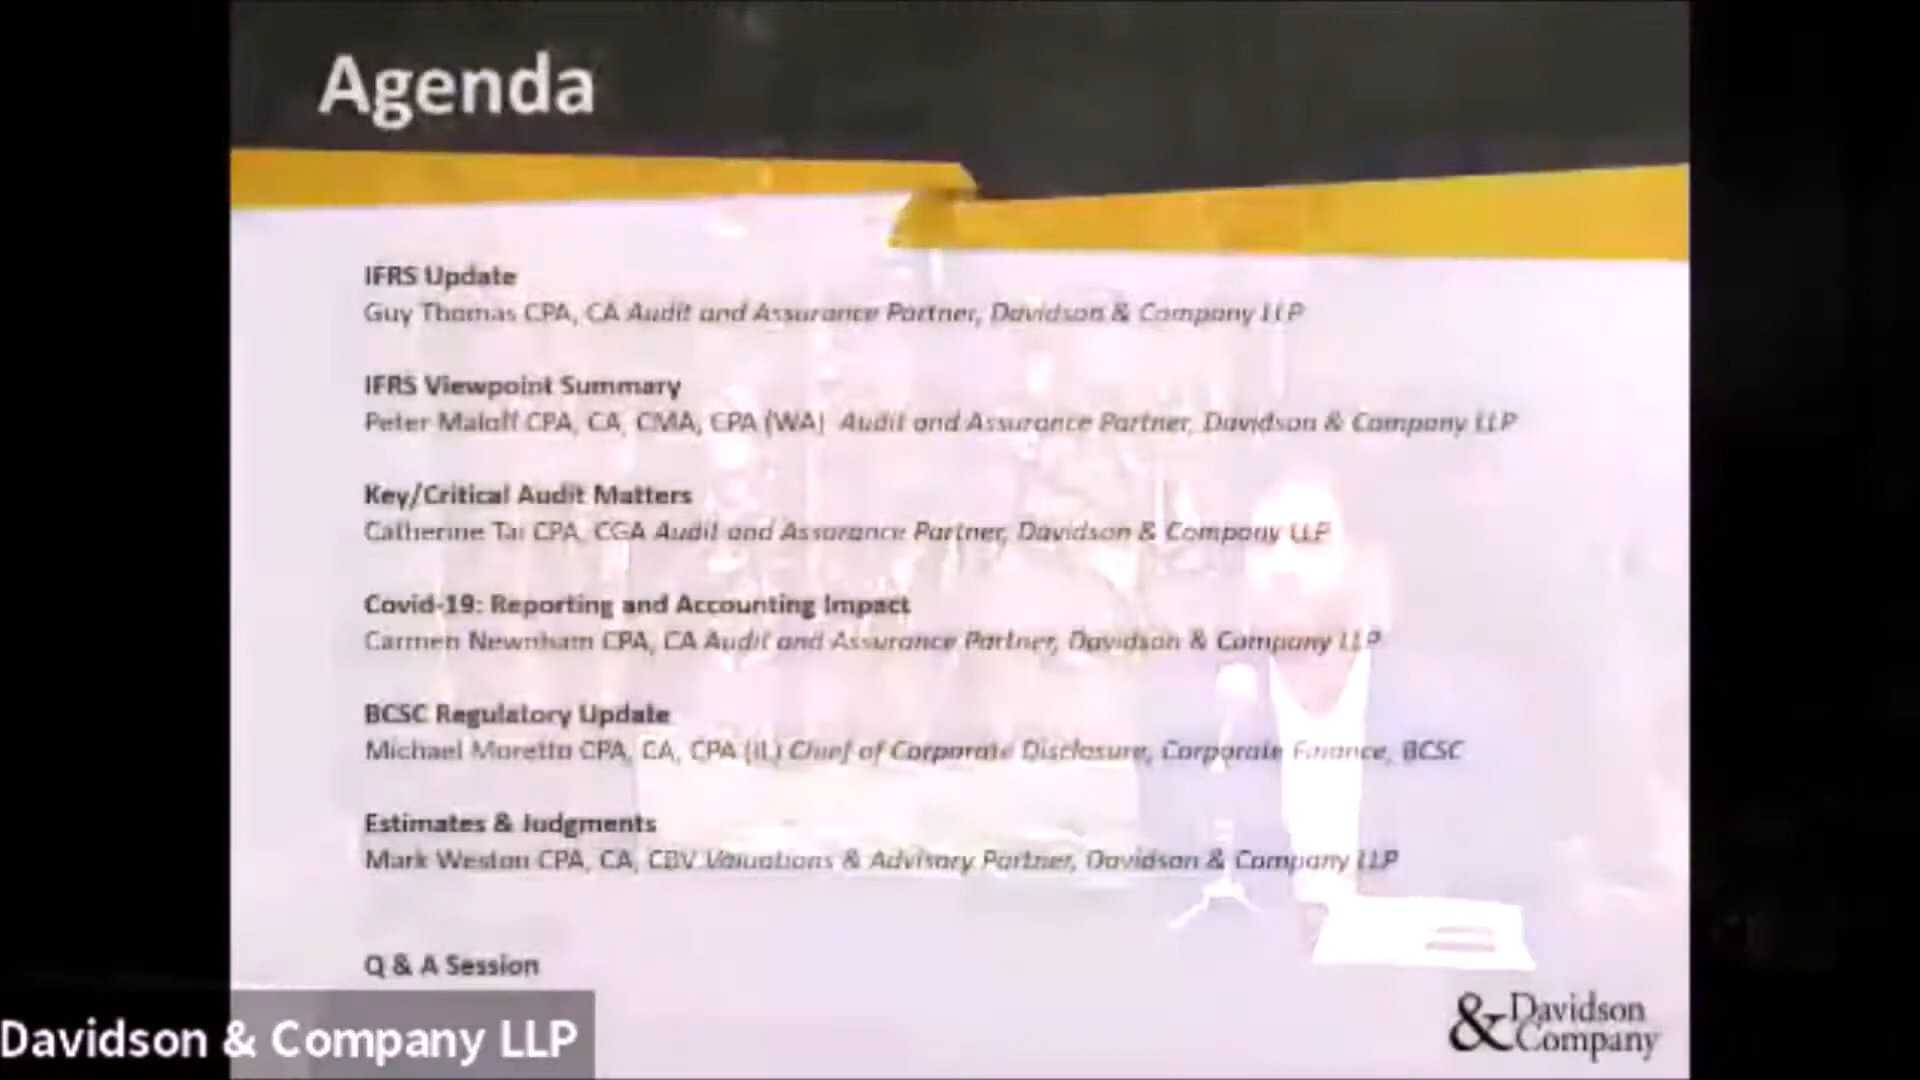 Agenda
IFRS Update
Guy Thomas CPA, CA Audit and Assurance Partner, Davidson & Company LLP
IFRS Viewpoint Summary
Peter Maloff CPA, CA, CMA, CPA (WA) Audit and Assurance Partner, Davidson & Company LLP
Key/Critical Audit Matters
Catherine Tai CPA, CGA Audit and Assurance Partner, Davidson & Company LLP
Covid-19: Reporting and Accounting Impact
Carmen Newnham CPA, CA Audit and Assurance Partner, Davidson & Company LLP
BCSC Regulatory Update
Michael Moretto CPA, CA, CPA (IL) Chief of Corporate Disclosure, Corporate Finance, BCSC
Estimates & Judgments
Mark Weston CPA, CA, CBV Valuations & Advisory Partner, Davidson & Company LLP
Q & A Session
Davidson & Company LLP
& Davidson
Company